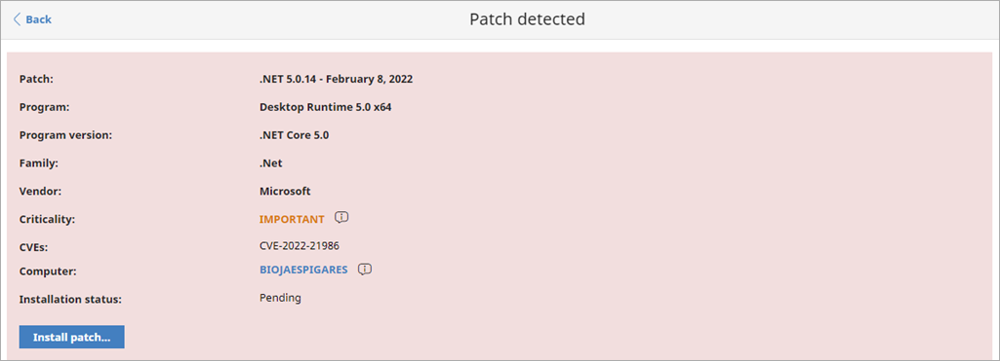 Back
Patch detected
Patch: .NET 5.0.14 - February 8, 2022
Program: Desktop Runtime 5.0 x64
Program version: .NET Core 5.0
Family: .Net
Vendor: Microsoft
Criticality: IMPORTANT
CVEs: CVE-2022-21986
Computer: BIOJAESPIGARES
Installation status: Pending
Install patch...